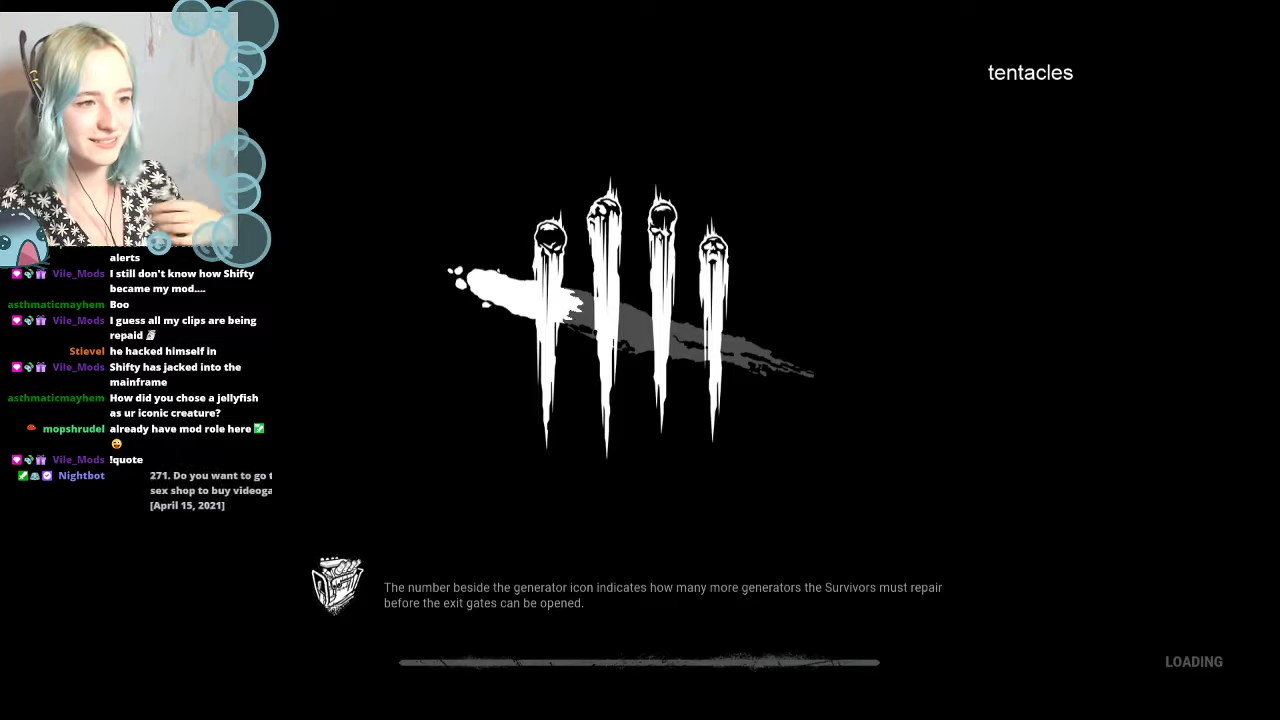 tentacles
alerts
Vile_Mods I still don't know how Shifty
became my mod....
asthmaticmayhem Boo
Vile_Mods I guess all my clips are being
repaid
Stievel he hacked himself in
Vile_Mods Shifty has jacked into the
mainframe
asthmaticmayhem How did you chose a jellyfish
as ur iconic creature?
mopshrudel already have mod role here
Vile_Mods !quote
Nightbot 271. Do you want to go
sex shop to buy videoga
[April 15, 2021]
The number beside the generator icon indicates how many more generators the Survivors must repair
before the exit gates can be opened.
LOADING